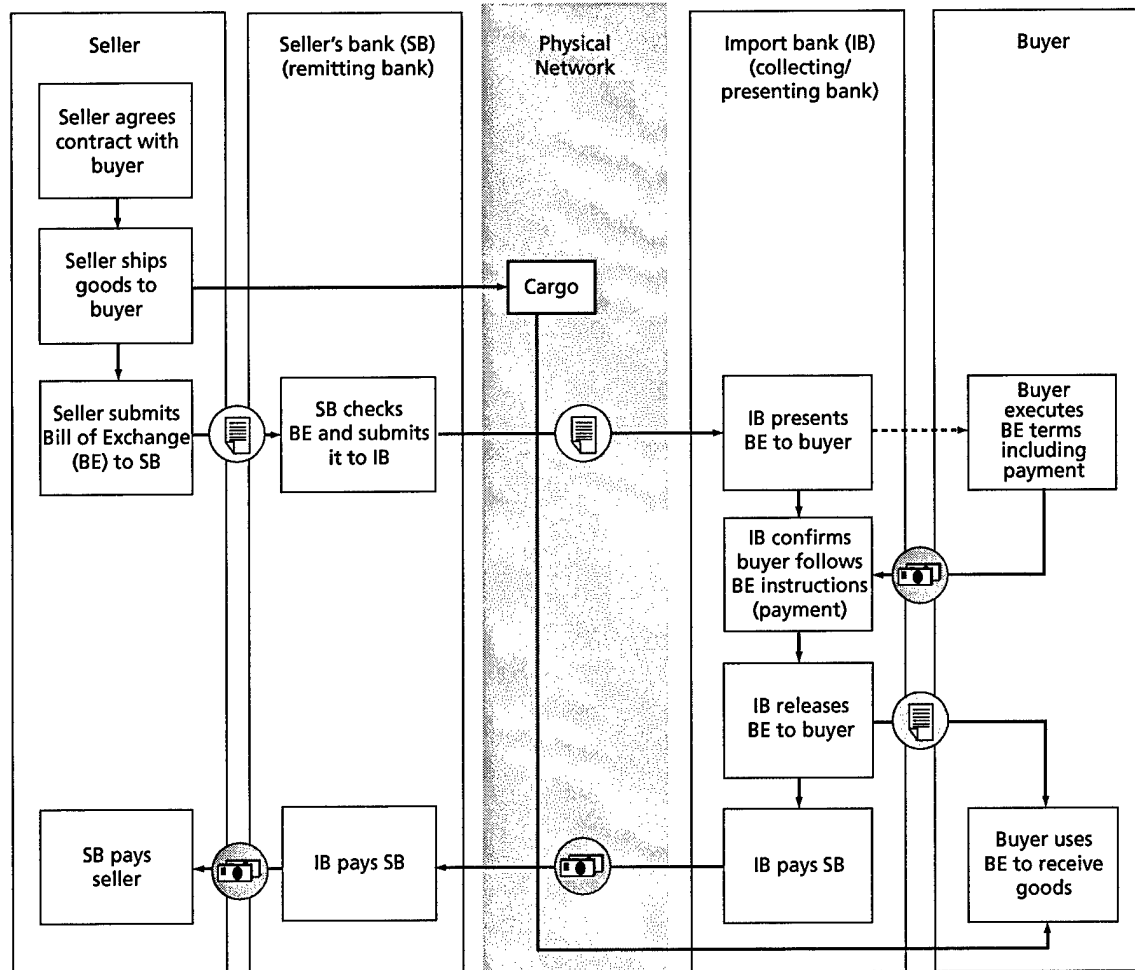 Seller
Seller's bank (SB)
(remitting bank)
Physical
Network
Import bank (IB)
(collecting/
presenting bank)
Buyer
Seller agrees
contract with
buyer
Seller ships
goods to
buyer
Cargo
Seller submits
Bill of Exchange
(BE) to SB
SB checks
BE and submits
it to IB
IB presents
BE to buyer
Buyer
executes
BE terms
including
payment
IB confirms
buyer follows
BE instructions
(payment)
IB releases
BE to buyer
SB pays
seller
IB pays SB
IB pays SB
Buyer uses
BE to receive
goods